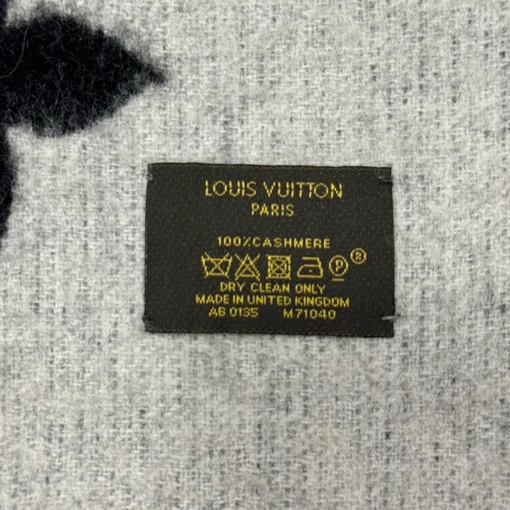 LOUIS VUITTON
PARIS
100%CASHMERE
P ®
DRY CLEAN ONLY
MADE IN UNITED KINGDOM
AB 0135 M71040